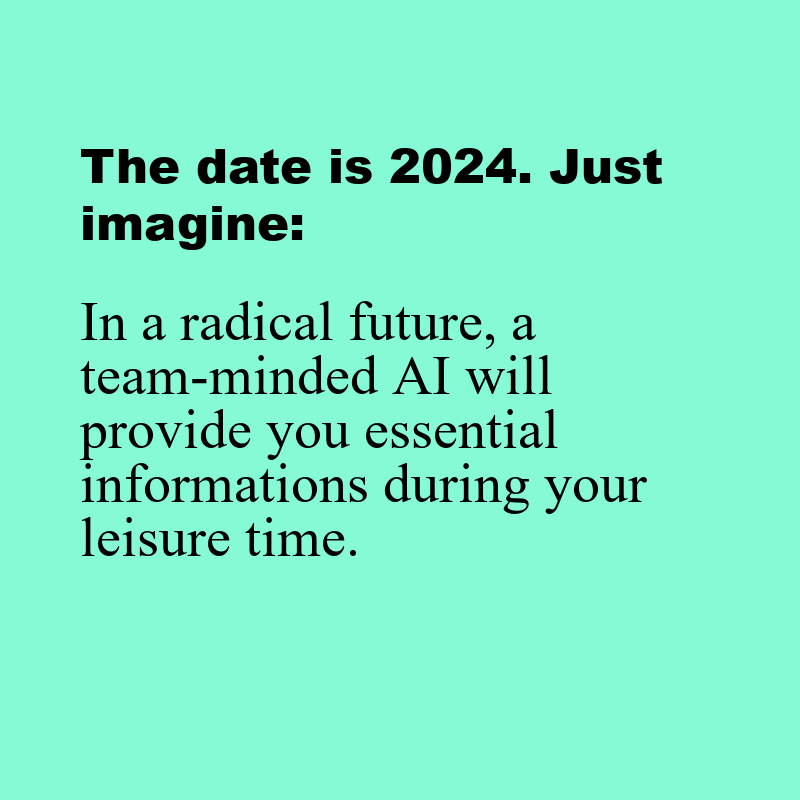 The date is 2024. Just
imagine:
In a radical future, a
team-minded AI will
provide you essential
informations during your
leisure time.